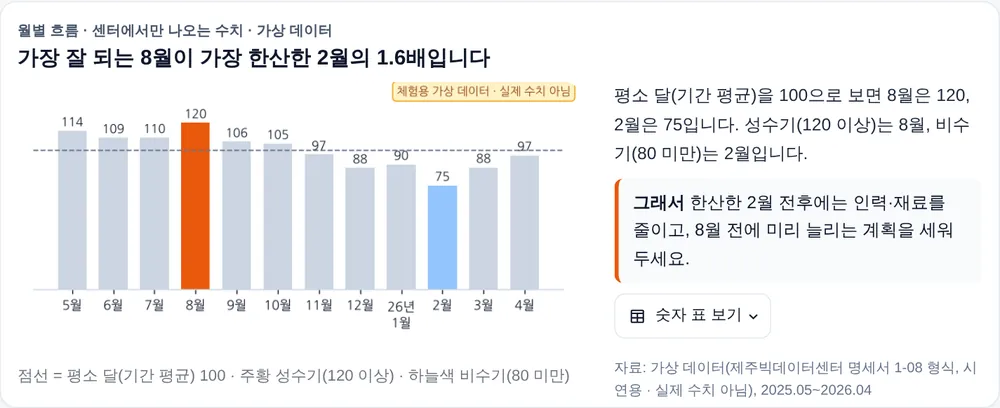 월별 흐름 · 센터에서만 나오는 수치 · 가상 데이터
가장 잘 되는 8월이 가장 한산한 2월의 1.6배입니다
체험용 가상 데이터 · 실제 수치 아님
114
109
110
120
106
105
97
88
90
75
88
97
5월
6월
7월
8월
9월
10월
11월
12월
26년
1월
2월
3월
4월
점선 = 평소 달(기간 평균) 100 · 주황 성수기(120 이상) · 하늘색 비수기(80 미만)
평소 달(기간 평균)을 100으로 보면 8월은 120,
2월은 75입니다. 성수기(120 이상)는 8월, 비수
기(80 미만)는 2월입니다.
그래서 한산한 2월 전후에는 인력·재료를
줄이고, 8월 전에 미리 늘리는 계획을 세워
두세요.
숫자 표 보기
자료: 가상 데이터(제주빅데이터센터 명세서 1-08 형식, 시
연용 · 실제 수치 아님), 2025.05~2026.04